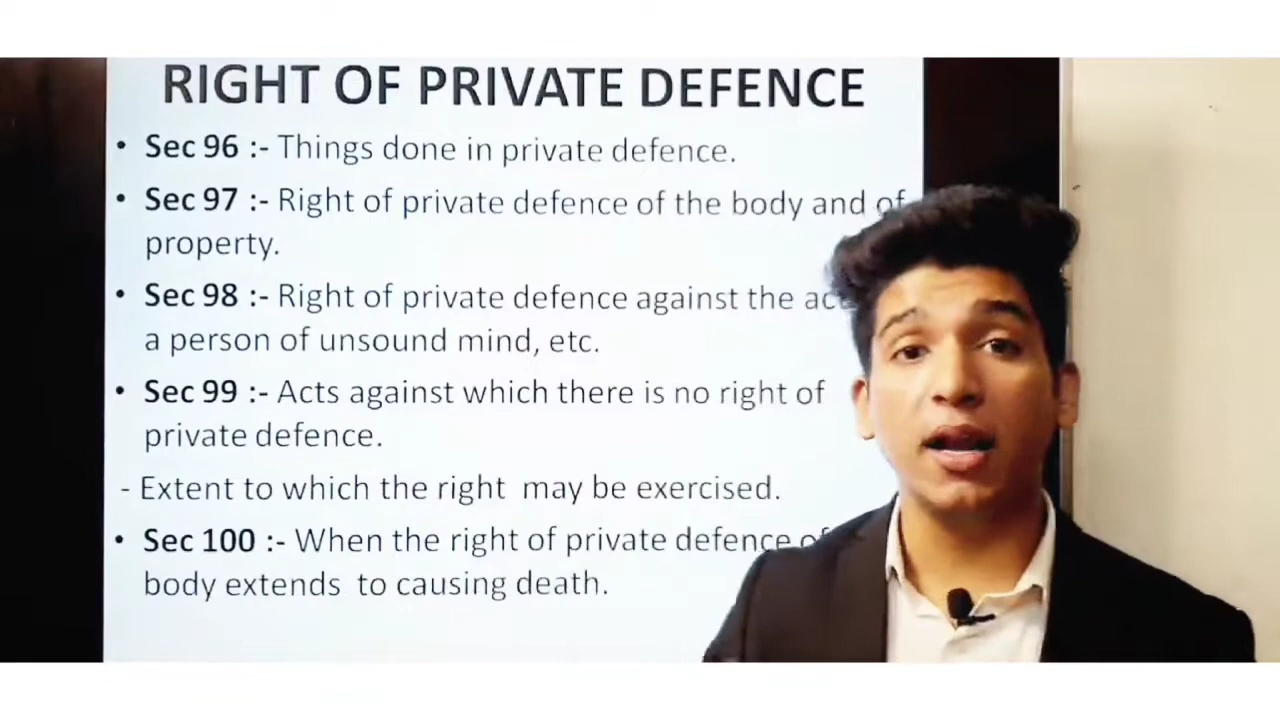 RIGHT OF PRIVATE DEFENCE
• Sec 96 :- Things done in private defence.
• Sec 97 :- Right of private defence of the body and of
property.
• Sec 98 :- Right of private defence against the
a person of unsound mind, etc.
• Sec 99 :- Acts against which there is no right of
private defence.
- Extent to which the right may be exercised.
• Sec 100 :- When the right of private defence of
body extends to causing death.